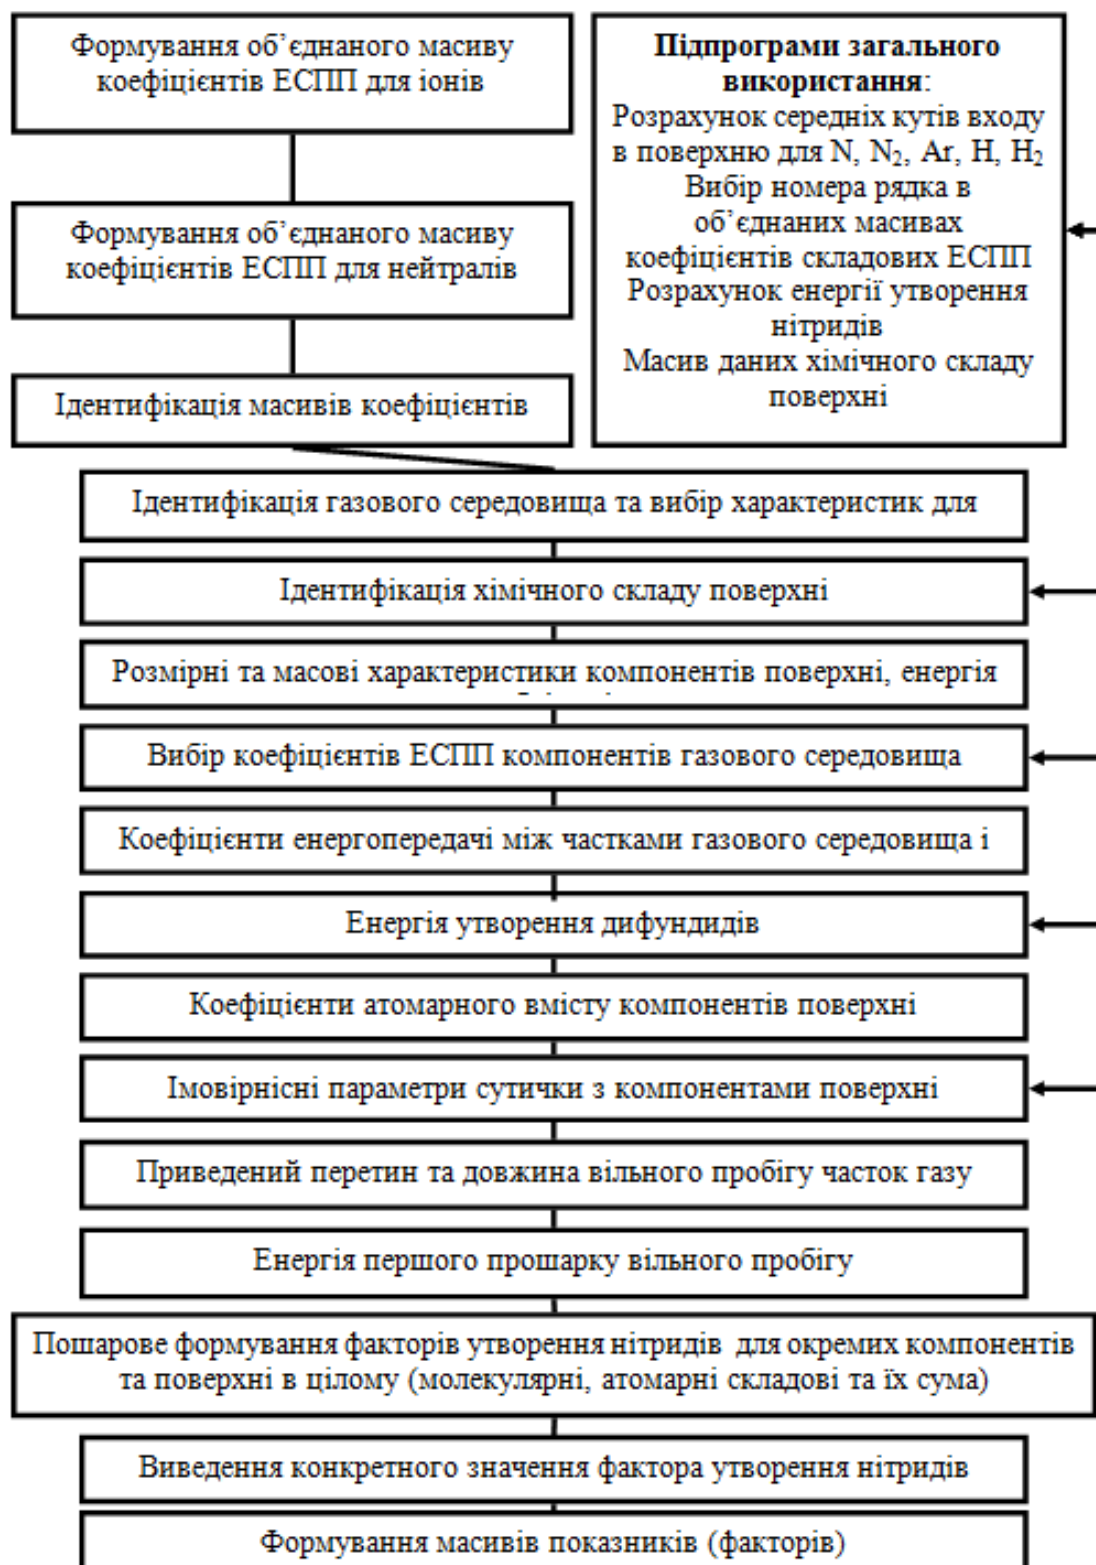 Формування об’єднаного масиву
коефіцієнтів ЕСПП для іонів
Формування об’єднаного масиву
коефіцієнтів ЕСПП для нейтралів
Ідентифікація масивів коефіцієнтів
Підпрограми загального
використання:
Розрахунок середніх кутів входу
в поверхню для N, N₂, Ar, H, H₂
Вибір номера рядка в
об’єднаних масивах
коефіцієнтів складових ЕСПП
Розрахунок енергії утворення
нітридів
Масив даних хімічного складу
поверхні
Ідентифікація газового середовища та вибір характеристик для
Ідентифікація хімічного складу поверхні
Розмірні та масові характеристики компонентів поверхні, енергія
Вибір коефіцієнтів ЕСПП компонентів газового середовища
Коефіцієнти енергопередачі між частками газового середовища і
Енергія утворення дифундидів
Коефіцієнти атомарного вмісту компонентів поверхні
Імовірнісні параметри сутички з компонентами поверхні
Приведений перетин та довжина вільного пробігу часток газу
Енергія першого прошарку вільного пробігу
Пошарове формування факторів утворення нітридів для окремих компонентів
та поверхні в цілому (молекулярні, атомарні складові та їх сума)
Виведення конкретного значення фактора утворення нітридів
Формування масивів показників (факторів)